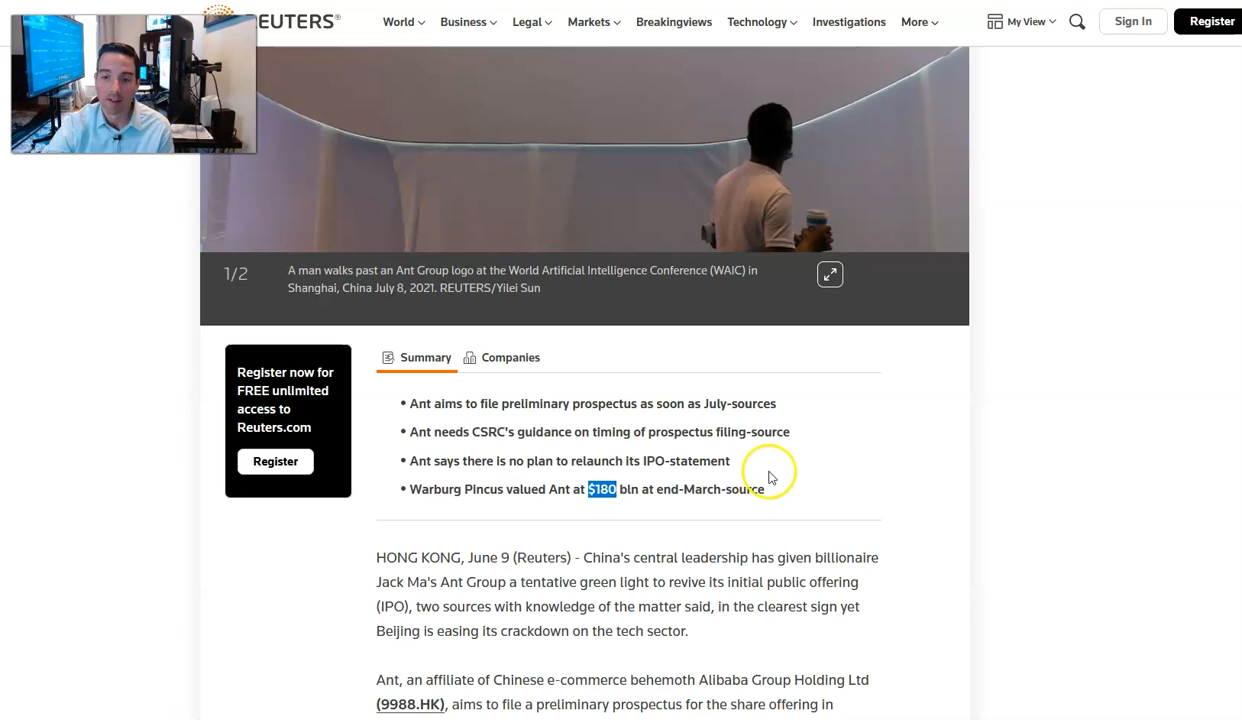 REUTERS®
World
Business
Legal
Markets
Breakingviews
Technology
Investigations
More
My View
Sign In
Register
1/2
A man walks past an Ant Group logo at the World Artificial Intelligence Conference (WAIC) in
Shanghai, China July 8, 2021. REUTERS/Yilei Sun
Register now for
FREE unlimited
access to
Reuters.com
Register
Summary
Companies
• Ant aims to file preliminary prospectus as soon as July-sources
• Ant needs CSRC's guidance on timing of prospectus filing-source
• Ant says there is no plan to relaunch its IPO-statement
• Warburg Pincus valued Ant at $180 bln at end-March-source
HONG KONG, June 9 (Reuters) - China's central leadership has given billionaire
Jack Ma's Ant Group a tentative green light to revive its initial public offering
(IPO), two sources with knowledge of the matter said, in the clearest sign yet
Beijing is easing its crackdown on the tech sector.
Ant, an affiliate of Chinese e-commerce behemoth Alibaba Group Holding Ltd
(9988.HK), aims to file a preliminary prospectus for the share offering in